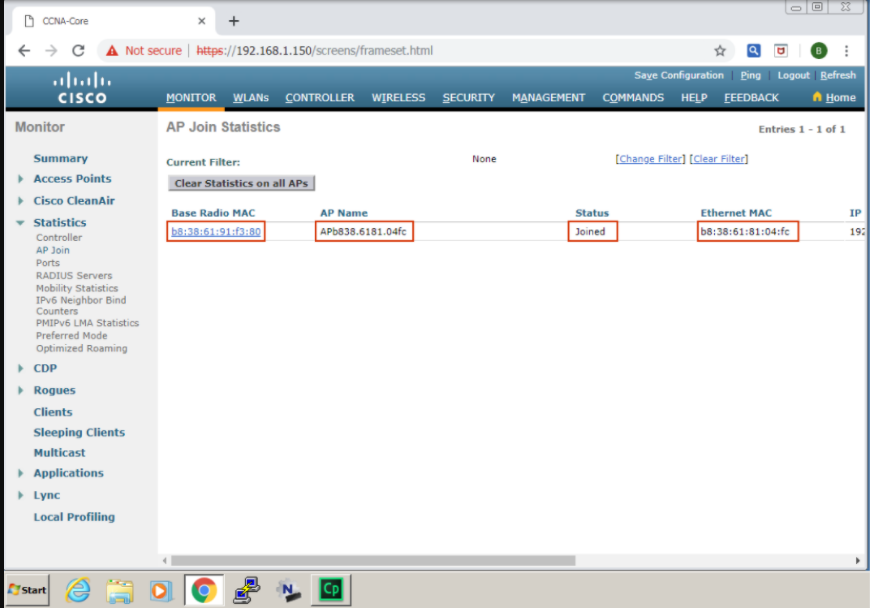 CCNA-Core
Not secure | https://192.168.1.150/screens/frameset.html
B
Save Configuration | Ping | Logout | Refresh
CISCO
MONITOR WLANs CONTROLLER WIRELESS SECURITY MANAGEMENT COMMANDS HELP FEEDBACK Home
Monitor
AP Join Statistics
Entries 1 - 1 of 1
Summary
Access Points
Cisco CleanAir
Statistics
Controller
AP Join
Ports
RADIUS Servers
Mobility Statistics
IPv6 Neighbor Bind
Counters
PMIPv6 LMA Statistics
Preferred Mode
Optimized Roaming
CDP
Rogues
Clients
Sleeping Clients
Multicast
Applications
Lync
Local Profiling
Current Filter: None [Change Filter] [Clear Filter]
Clear Statistics on all APs
Base Radio MAC AP Name Status Ethernet MAC IP
b8:38:61:91:f3:80 APb838.6181.04fc Joined b8:38:61:81:04:fc 192
Start
N
Cp